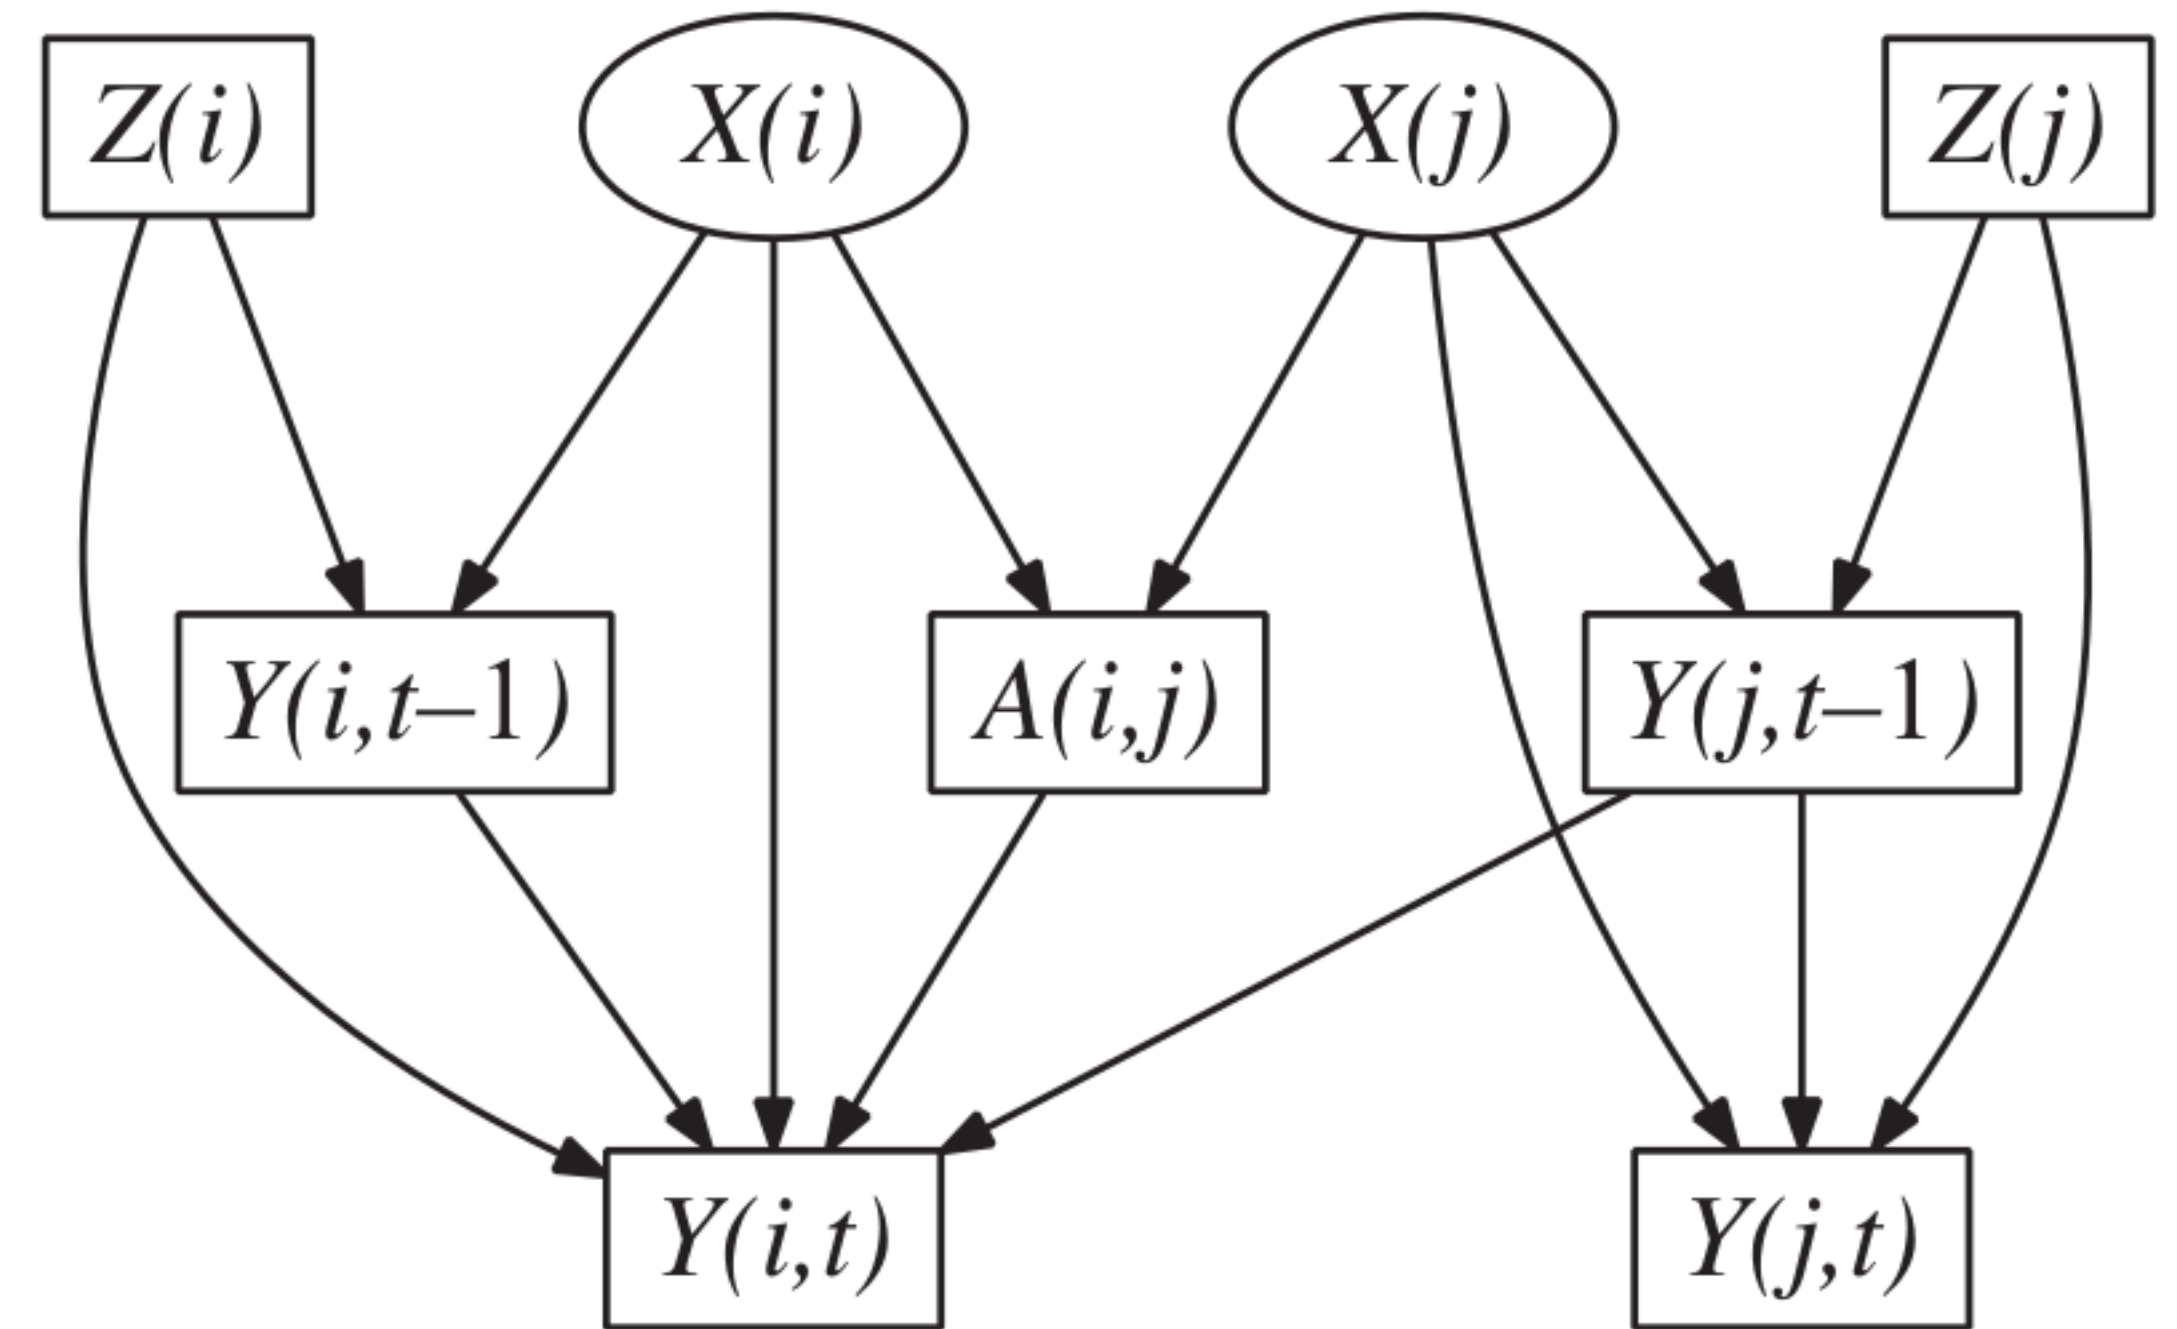 Z(i) X(i) X(j) Z(j)
Y(i,t–1) A(i,j) Y(j,t–1)
Y(i,t) Y(j,t)